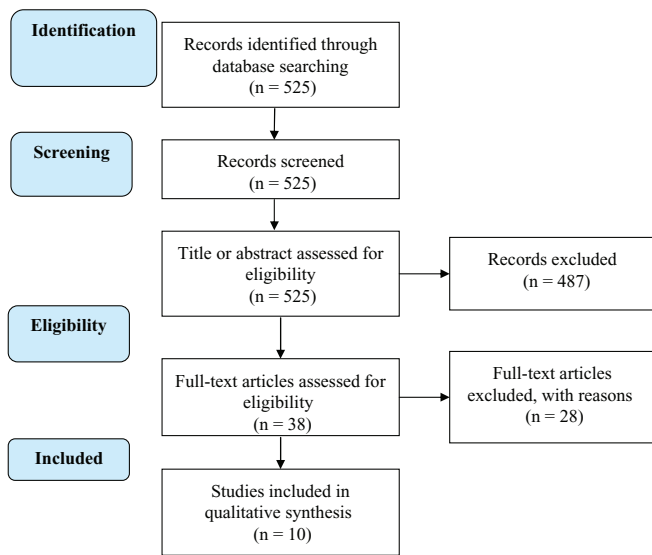 Identification
Records identified through
database searching
(n = 525)
Screening
Records screened
(n = 525)
Title or abstract assessed for
eligibility
(n = 525)
Records excluded
(n = 487)
Eligibility
Full-text articles assessed for
eligibility
(n = 38)
Full-text articles
excluded, with reasons
(n = 28)
Included
Studies included in
qualitative synthesis
(n = 10)